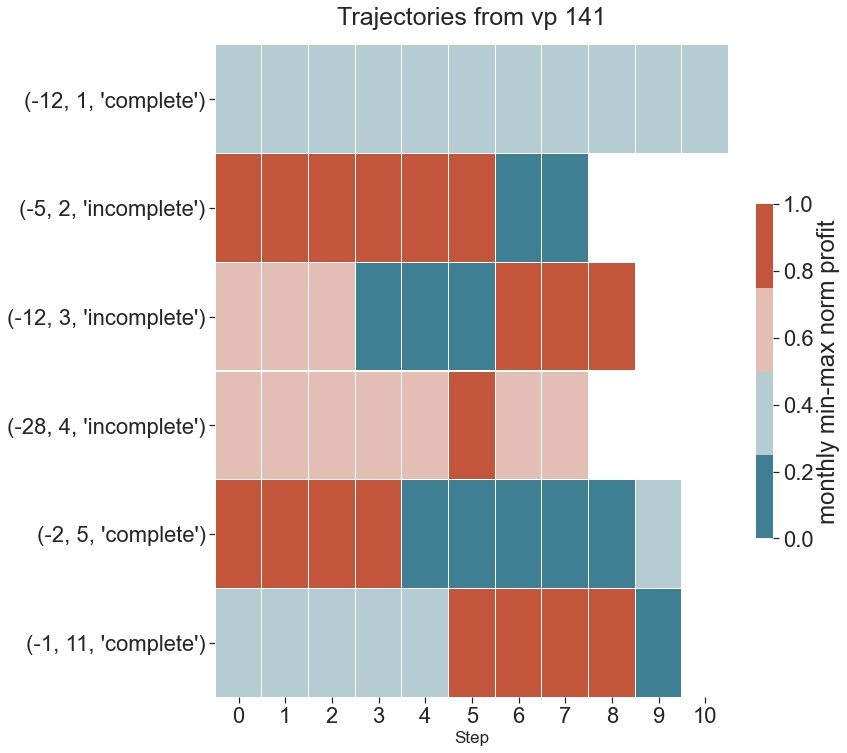 Trajectories from vp 141
(-12, 1, 'complete')
(-5, 2, 'incomplete')
(-12, 3, 'incomplete')
(-28, 4, 'incomplete')
(-2, 5, 'complete')
(-1, 11, 'complete')
0 1 2 3 4 5 6 7 8 9 10
Step
1.0
0.8
0.6
0.4
0.2
0.0
monthly min-max norm profit